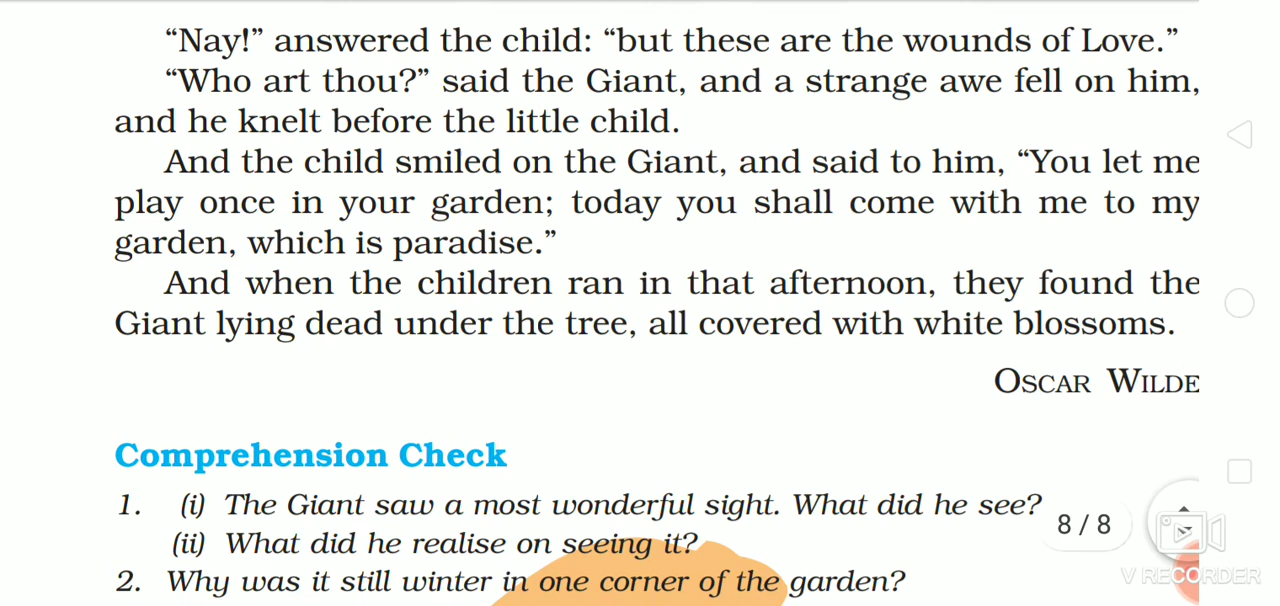 “Nay!” answered the child: “but these are the wounds of Love.”
“Who art thou?” said the Giant, and a strange awe fell on him,
and he knelt before the little child.
And the child smiled on the Giant, and said to him, “You let me
play once in your garden; today you shall come with me to my
garden, which is paradise.”
And when the children ran in that afternoon, they found the
Giant lying dead under the tree, all covered with white blossoms.
OSCAR WILDE
Comprehension Check
1. (i) The Giant saw a most wonderful sight. What did he see?
(ii) What did he realise on seeing it?
2. Why was it still winter in one corner of the garden?
8 / 8
V RECORDER